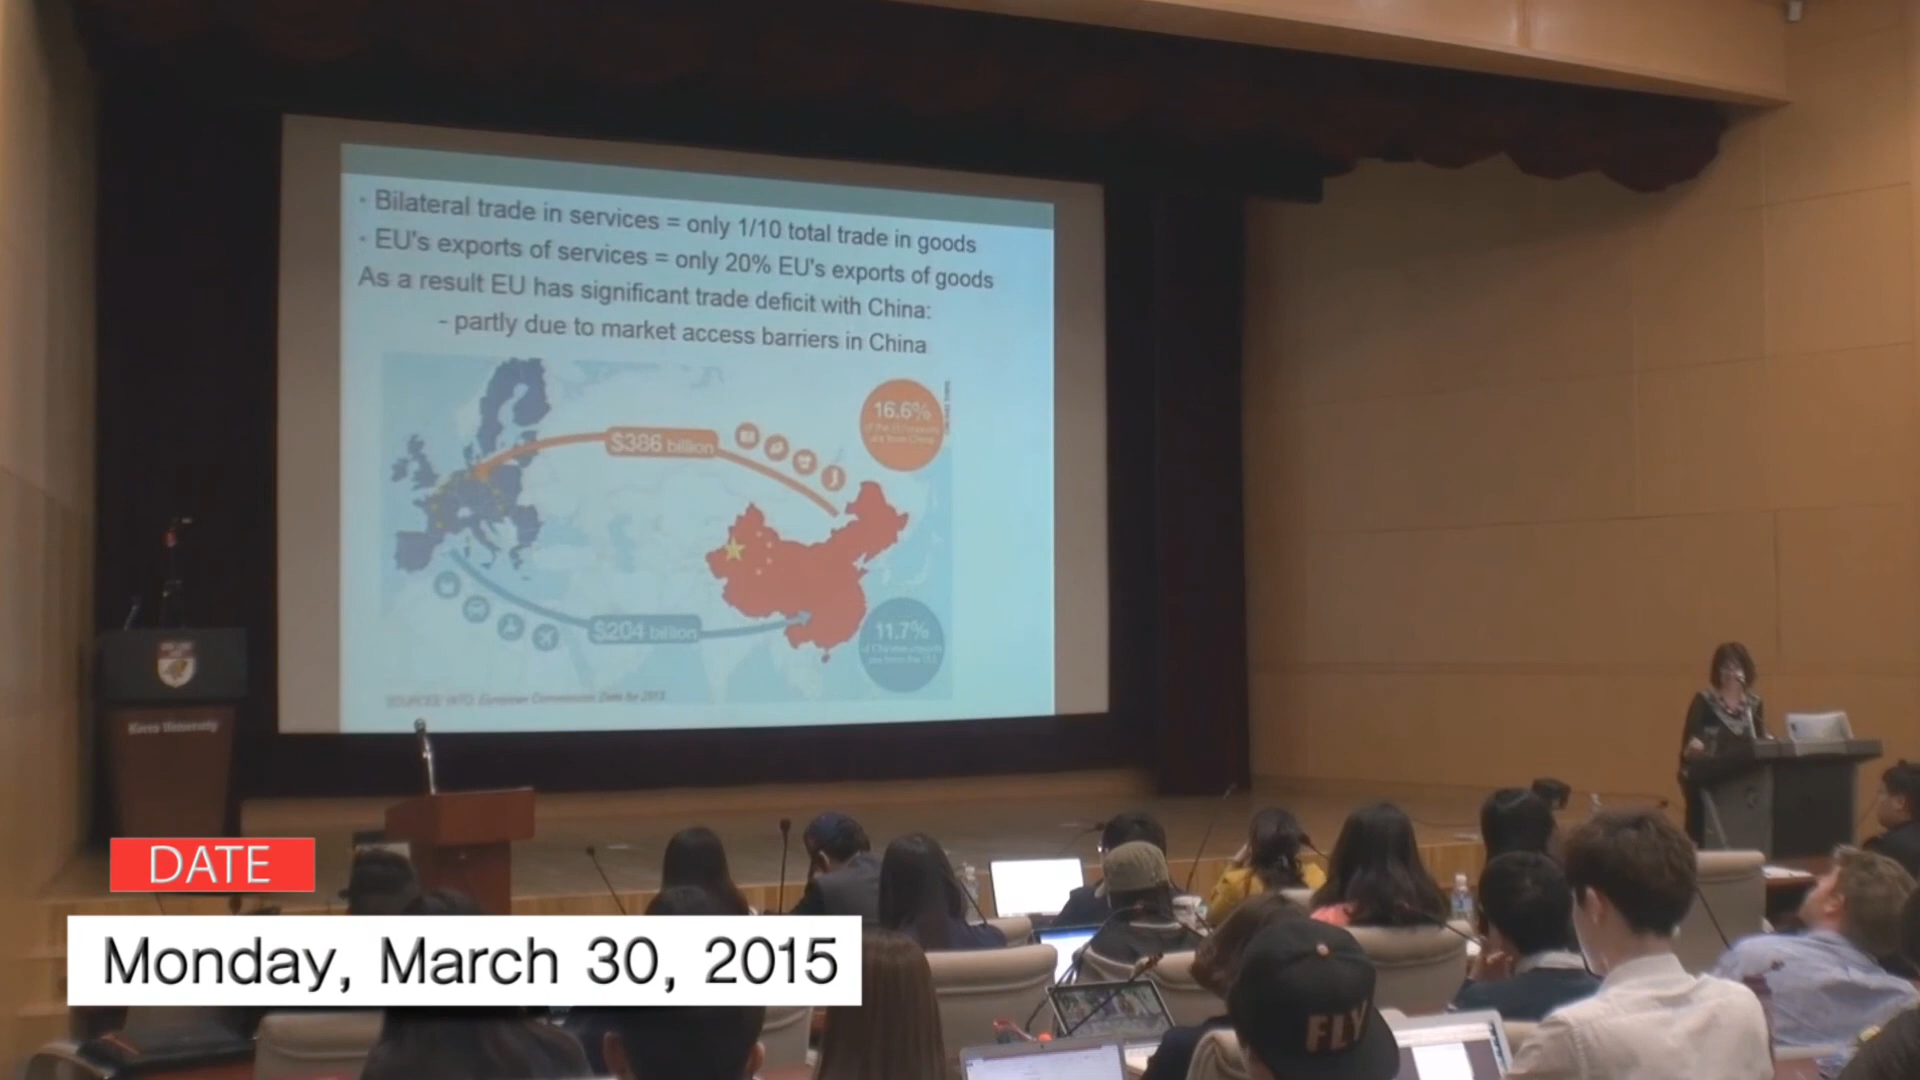 · Bilateral trade in services = only 1/10 total trade in goods
· EU's exports of services = only 20% EU's exports of goods
As a result EU has significant trade deficit with China:
- partly due to market access barriers in China
16.6%
$386 billion
$204 billion
11.7%
Korea University
DATE
Monday, March 30, 2015
FLY